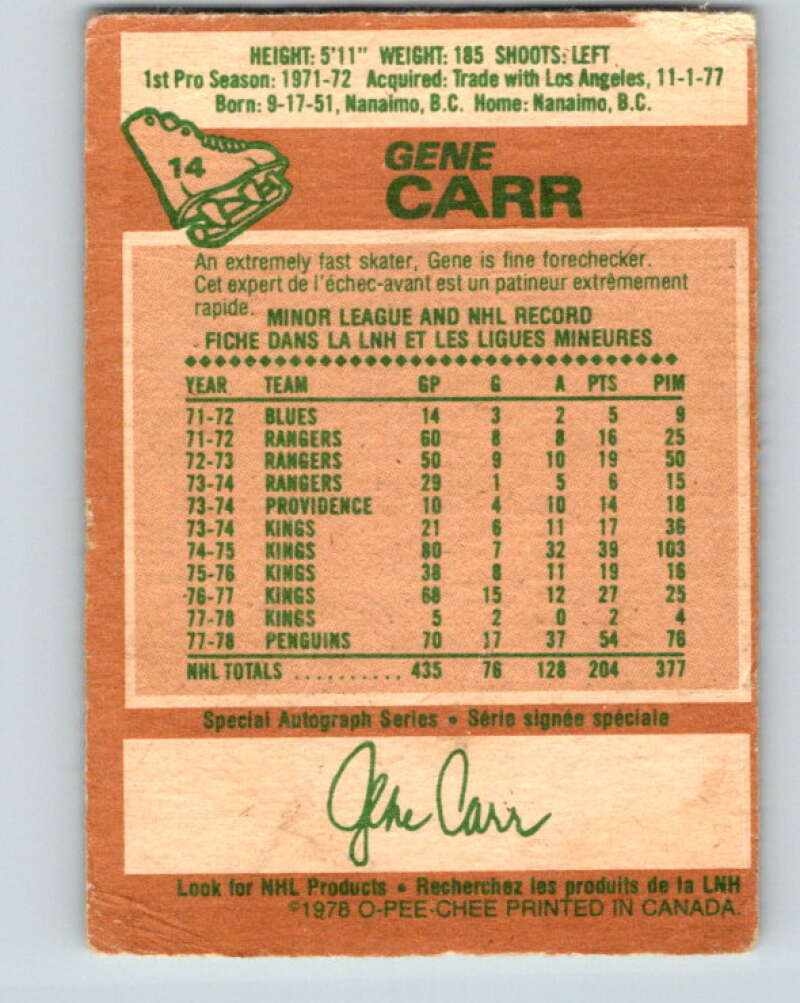 HEIGHT: 5'11" WEIGHT: 185 SHOOTS: LEFT
1st Pro Season: 1971-72 Acquired: Trade with Los Angeles, 11-1-77
Born: 9-17-51, Nanaimo, B.C. Home: Nanaimo, B.C.
14
GENE
CARR
An extremely fast skater, Gene is fine forechecker.
Cet expert de l'échec-avant est un patineur extrêmement
rapide.
MINOR LEAGUE AND NHL RECORD
FICHE DANS LA LNH ET LES LIGUES MINEURES
YEAR TEAM GP G A PTS PIM
71-72 BLUES 14 3 2 5 9
71-72 RANGERS 60 8 8 16 25
72-73 RANGERS 50 9 10 19 50
73-74 RANGERS 29 1 5 6 15
73-74 PROVIDENCE 10 4 10 14 18
73-74 KINGS 21 6 11 17 36
74-75 KINGS 80 7 32 39 103
75-76 KINGS 38 8 11 19 16
76-77 KINGS 68 15 12 27 25
77-78 KINGS 5 2 0 2 4
77-78 PENGUINS 70 17 37 54 76
NHL TOTALS .......... 435 76 128 204 377
Special Autograph Series • Série signée spéciale
Gene Carr
Look for NHL Products • Recherchez les produits de la LNH
©1978 O-PEE-CHEE PRINTED IN CANADA.